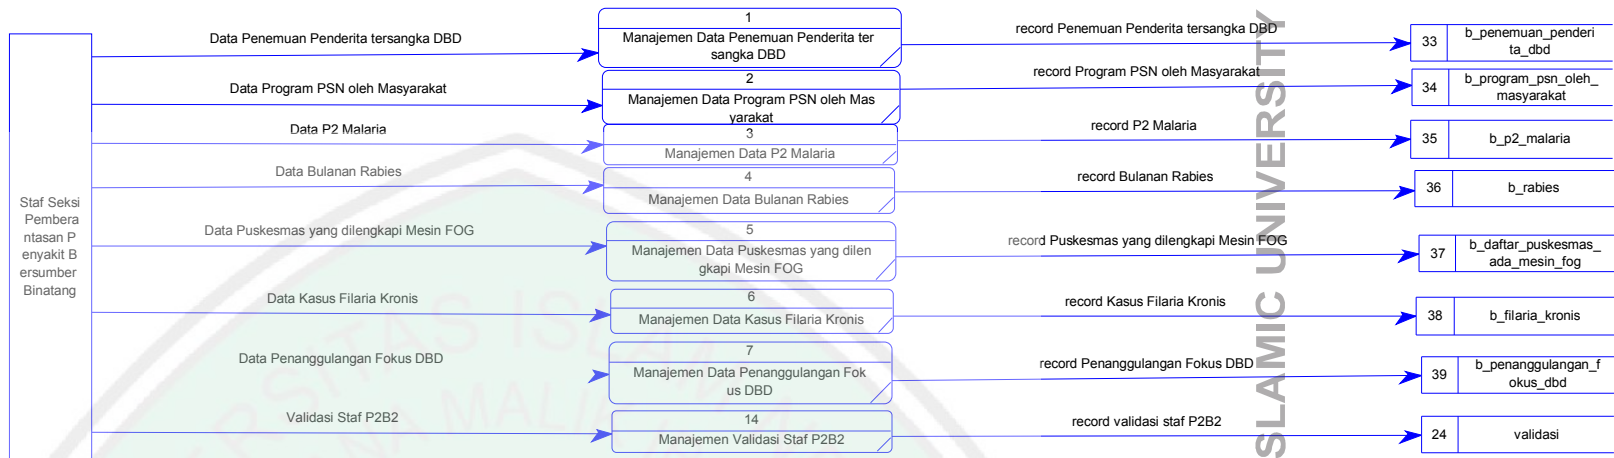 Staf Seksi
Pembera
ntasan P
enyakit B
ersumber
Binatang
Data Penemuan Penderita tersangka DBD
1
Manajemen Data Penemuan Penderita ter
sangka DBD
record Penemuan Penderita tersangka DBD
33
b_penemuan_penderi
ta_dbd
Data Program PSN oleh Masyarakat
2
Manajemen Data Program PSN oleh Mas
yarakat
record Program PSN oleh Masyarakat
34
b_program_psn_oleh_
masyarakat
Data P2 Malaria
3
Manajemen Data P2 Malaria
record P2 Malaria
35
b_p2_malaria
Data Bulanan Rabies
4
Manajemen Data Bulanan Rabies
record Bulanan Rabies
36
b_rabies
Data Puskesmas yang dilengkapi Mesin FOG
5
Manajemen Data Puskesmas yang dilen
gkapi Mesin FOG
record Puskesmas yang dilengkapi Mesin FOG
37
b_daftar_puskesmas_
ada_mesin_fog
Data Kasus Filaria Kronis
6
Manajemen Data Kasus Filaria Kronis
record Kasus Filaria Kronis
38
b_filaria_kronis
Data Penanggulangan Fokus DBD
7
Manajemen Data Penanggulangan Fok
us DBD
record Penanggulangan Fokus DBD
39
b_penanggulangan_f
okus_dbd
Validasi Staf P2B2
14
Manajemen Validasi Staf P2B2
record validasi staf P2B2
24
validasi
SLAMIC UNIVERSITY